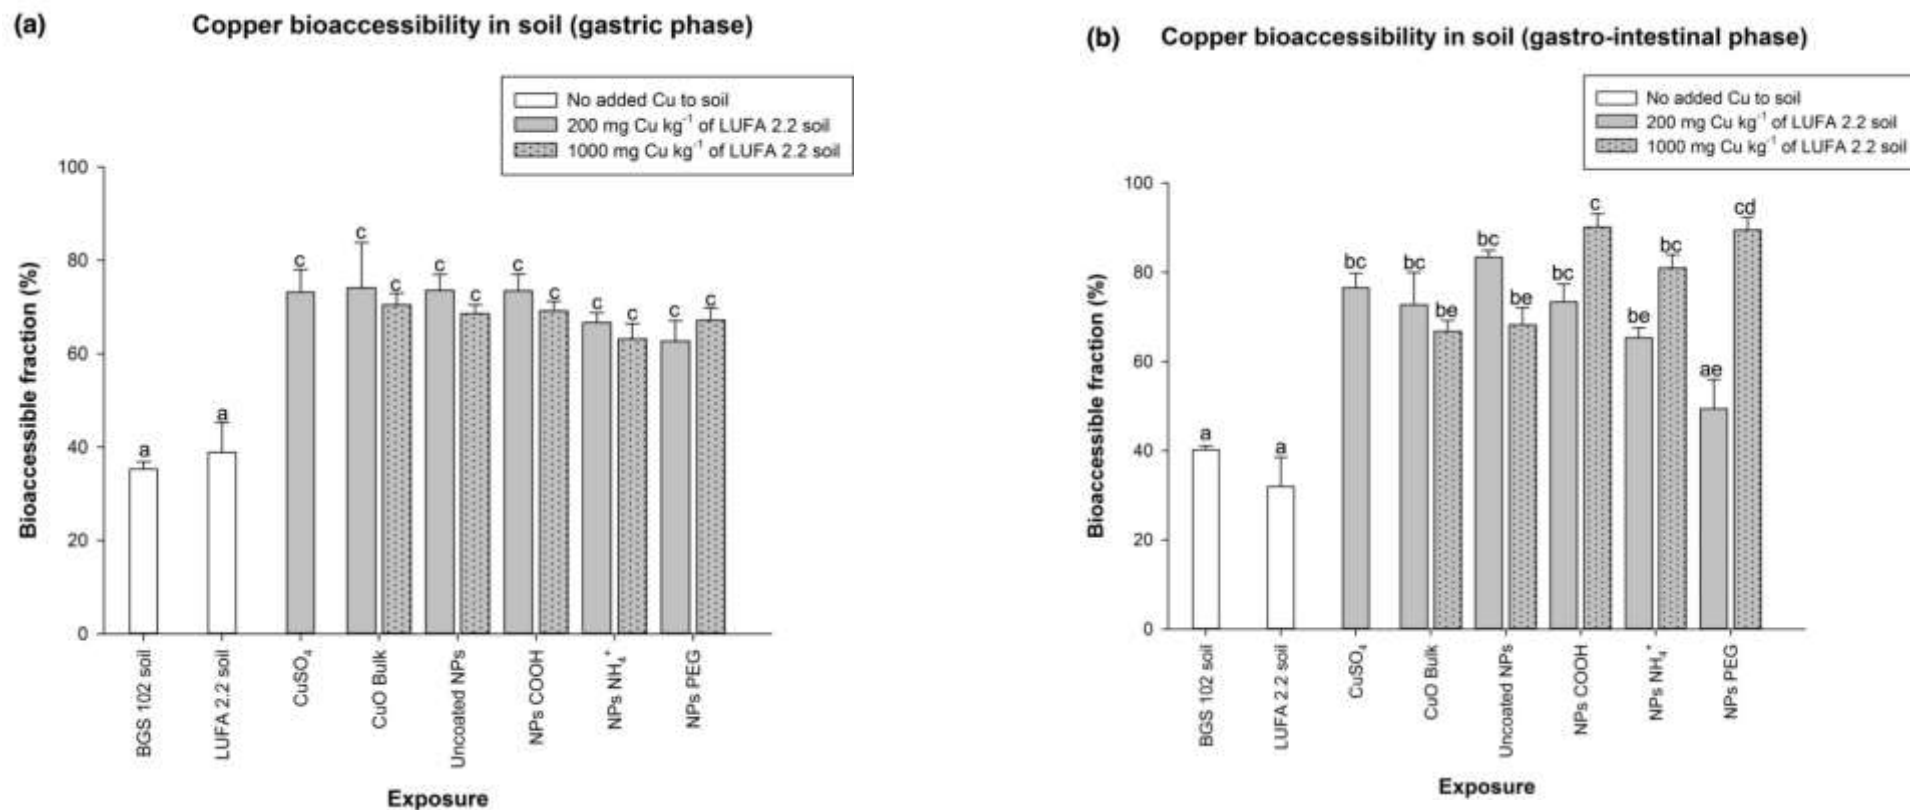 (a)
Copper bioaccessibility in soil (gastric phase)
No added Cu to soil
200 mg Cu kg⁻¹ of LUFA 2.2 soil
1000 mg Cu kg⁻¹ of LUFA 2.2 soil
Bioaccessible fraction (%)
100
80
60
40
20
0
a
a
c
c
c
c
c
c
c
c
c
c
c
BGS 102 soil
LUFA 2.2 soil
CuSO₄
CuO Bulk
Uncoated NPs
NPs COOH
NPs NH₄⁺
NPs PEG
Exposure
(b)
Copper bioaccessibility in soil (gastro-intestinal phase)
No added Cu to soil
200 mg Cu kg⁻¹ of LUFA 2.2 soil
1000 mg Cu kg⁻¹ of LUFA 2.2 soil
Bioaccessible fraction (%)
100
80
60
40
20
0
a
a
bc
bc
be
bc
be
bc
c
be
bc
ae
cd
BGS 102 soil
LUFA 2.2 soil
CuSO₄
CuO Bulk
Uncoated NPs
NPs COOH
NPs NH₄⁺
NPs PEG
Exposure